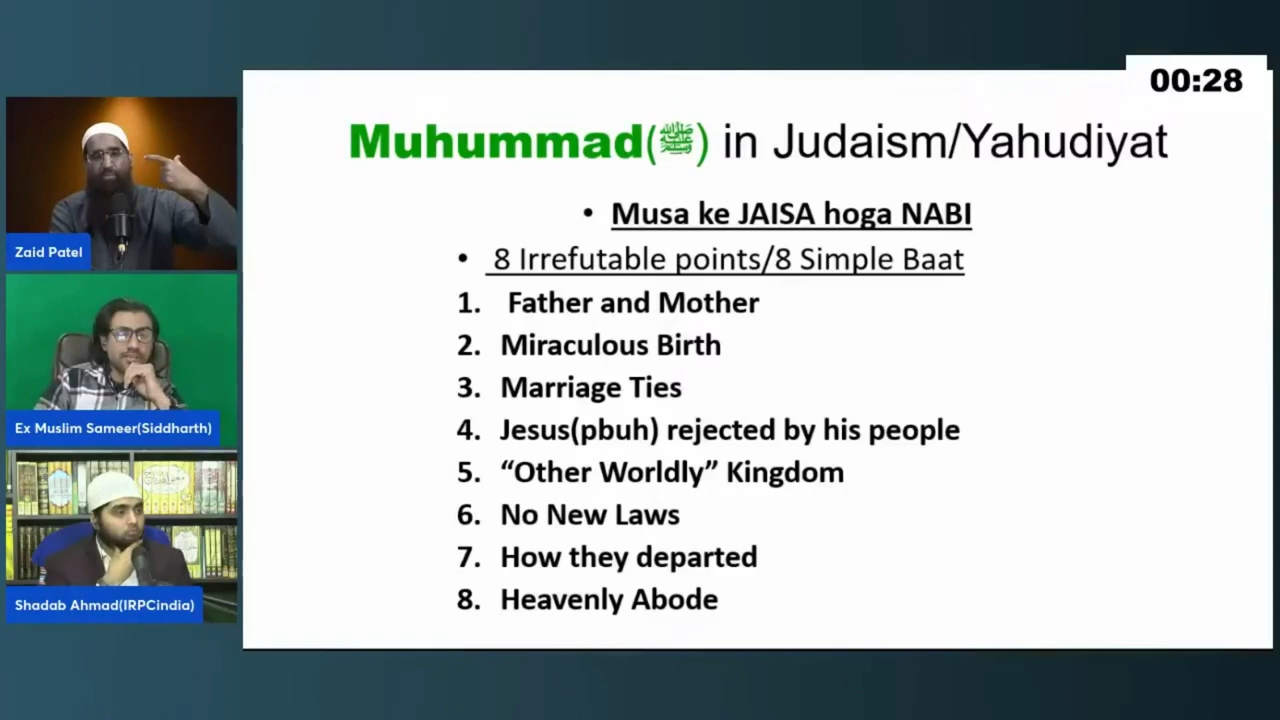 00:28
Muhummad(ﷺ) in Judaism/Yahudiyat
• Musa ke JAISA hoga NABI
• 8 Irrefutable points/8 Simple Baat
1. Father and Mother
2. Miraculous Birth
3. Marriage Ties
4. Jesus(pbuh) rejected by his people
5. “Other Worldly” Kingdom
6. No New Laws
7. How they departed
8. Heavenly Abode
Zaid Patel
Ex Muslim Sameer(Siddharth)
Shadab Ahmad(IRPCindia)